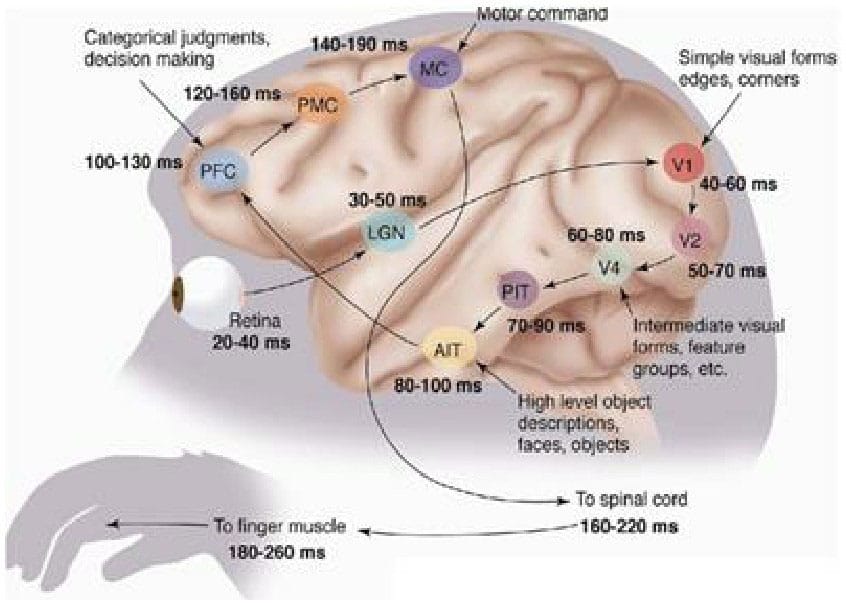 Motor command
Categorical judgments,
decision making
140-190 ms
MC
Simple visual forms
edges, corners
120-160 ms
PMC
100-130 ms
PFC
V1
40-60 ms
30-50 ms
LGN
60-80 ms
V2
V4
50-70 ms
PIT
Retina
20-40 ms
70-90 ms
Intermediate visual
forms, feature
groups, etc.
AIT
80-100 ms
High level object
descriptions,
faces, objects
To spinal cord
160-220 ms
To finger muscle
180-260 ms